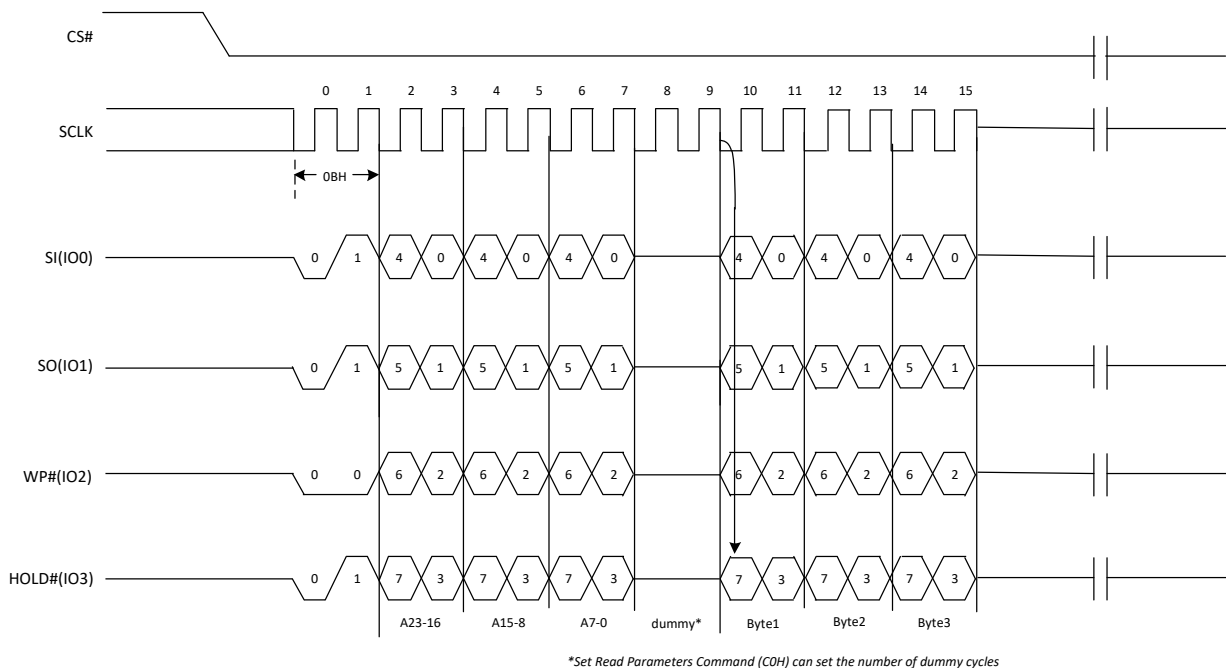 CS#
0 1 2 3 4 5 6 7 8 9 10 11 12 13 14 15
SCLK
0BH
SI(IO0) 0 1 4 0 4 0 4 0 4 0 4 0 4 0
SO(IO1) 0 1 5 1 5 1 5 1 5 1 5 1 5 1
WP#(IO2) 0 0 6 2 6 2 6 2 6 2 6 2 6 2
HOLD#(IO3) 0 1 7 3 7 3 7 3 7 3 7 3 7 3
A23-16 A15-8 A7-0 dummy* Byte1 Byte2 Byte3
*Set Read Parameters Command (C0H) can set the number of dummy cycles